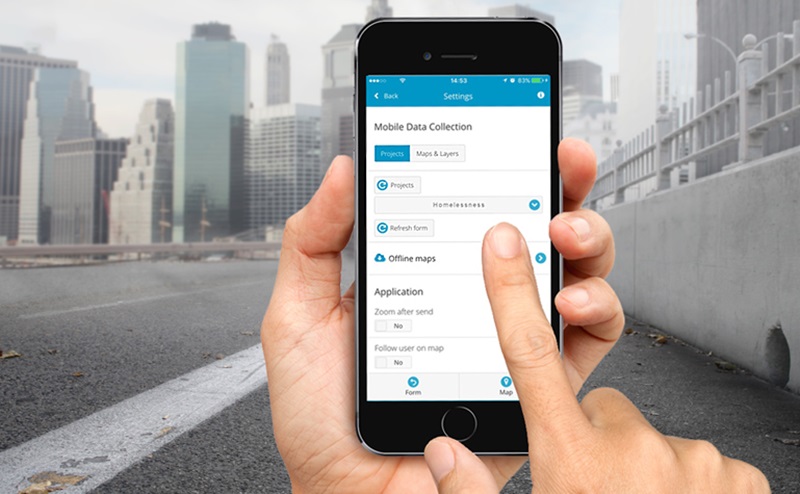 14:53
83%
Back
Settings
Mobile Data Collection
Projects
Maps & Layers
Projects
Homelessness
Refresh form
Offline maps
Application
Zoom after send
No
Follow user on map
No
Form
Map